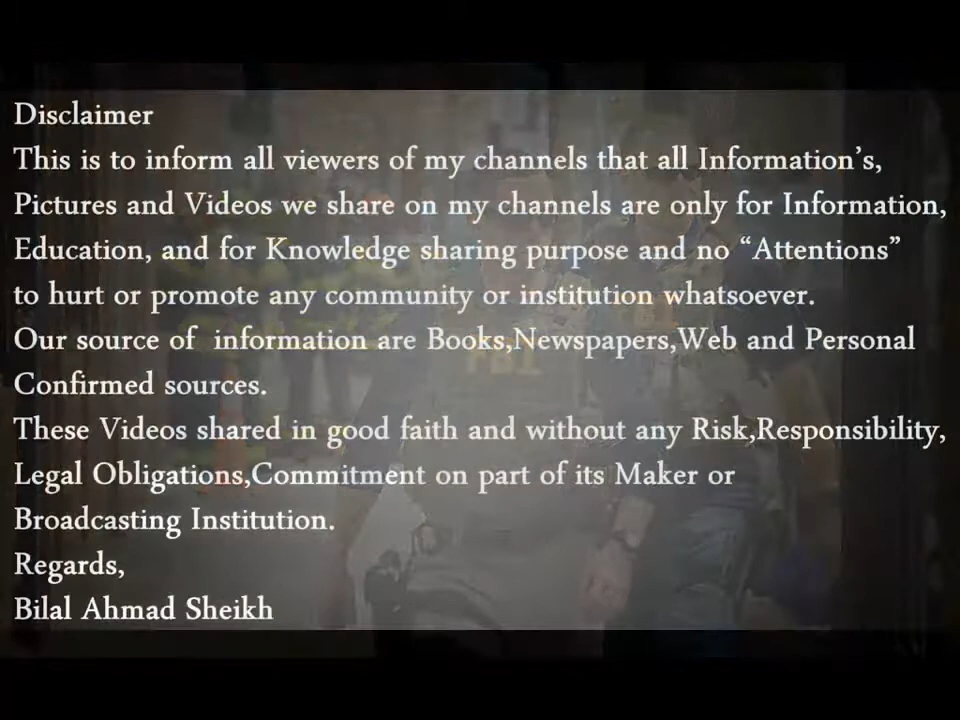 Disclaimer
This is to inform all viewers of my channels that all Information’s,
Pictures and Videos we share on my channels are only for Information,
Education, and for Knowledge sharing purpose and no “Attentions”
to hurt or promote any community or institution whatsoever.
Our source of  information are Books,Newspapers,Web and Personal
Confirmed sources.
These Videos shared in good faith and without any Risk,Responsibility,
Legal Obligations,Commitment on part of its Maker or
Broadcasting Institution.
Regards,
Bilal Ahmad Sheikh